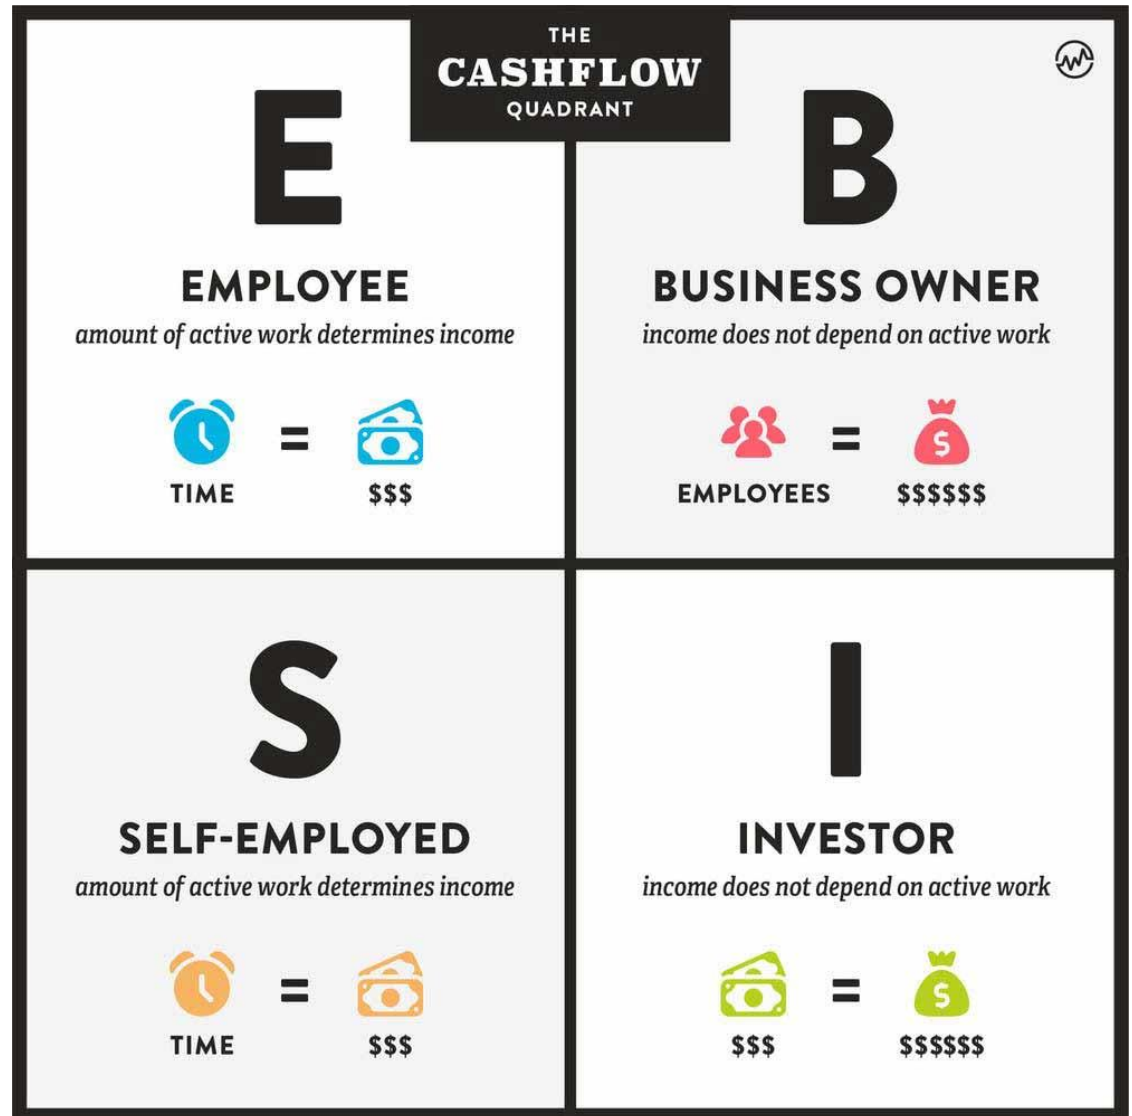 THE
CASHFLOW
QUADRANT
E
EMPLOYEE
amount of active work determines income
=
TIME
$$$
B
BUSINESS OWNER
income does not depend on active work
=
$
EMPLOYEES
$$$$$$
S
SELF-EMPLOYED
amount of active work determines income
=
TIME
$$$
I
INVESTOR
income does not depend on active work
=
$
$$$
$$$$$$